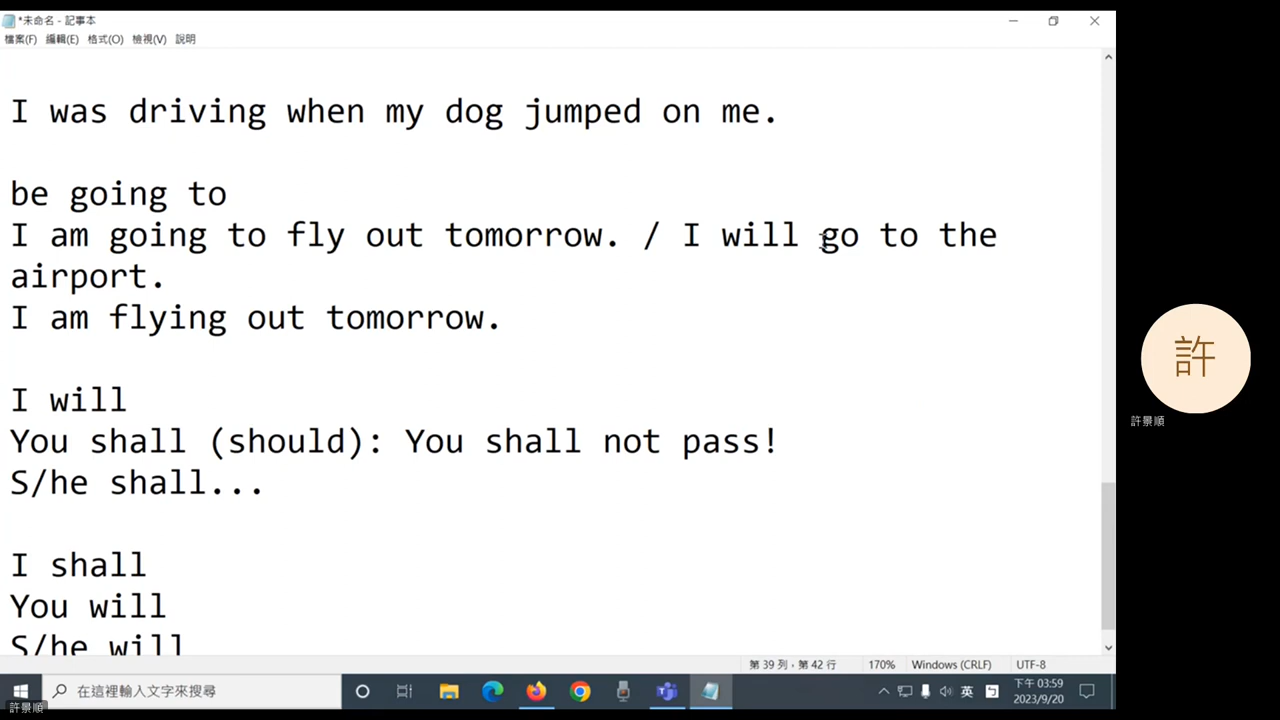 *未命名 - 記事本
檔案(F) 編輯(E) 格式(O) 檢視(V) 說明
I was driving when my dog jumped on me.
be going to
I am going to fly out tomorrow. / I will go to the
airport.
I am flying out tomorrow.
I will
You shall (should): You shall not pass!
S/he shall...
I shall
You will
S/he will
許
許景順
第 39 列，第 42 行 170% Windows (CRLF) UTF-8
在這裡輸入文字來搜尋
英
下午 03:59
2023/9/20
許景順